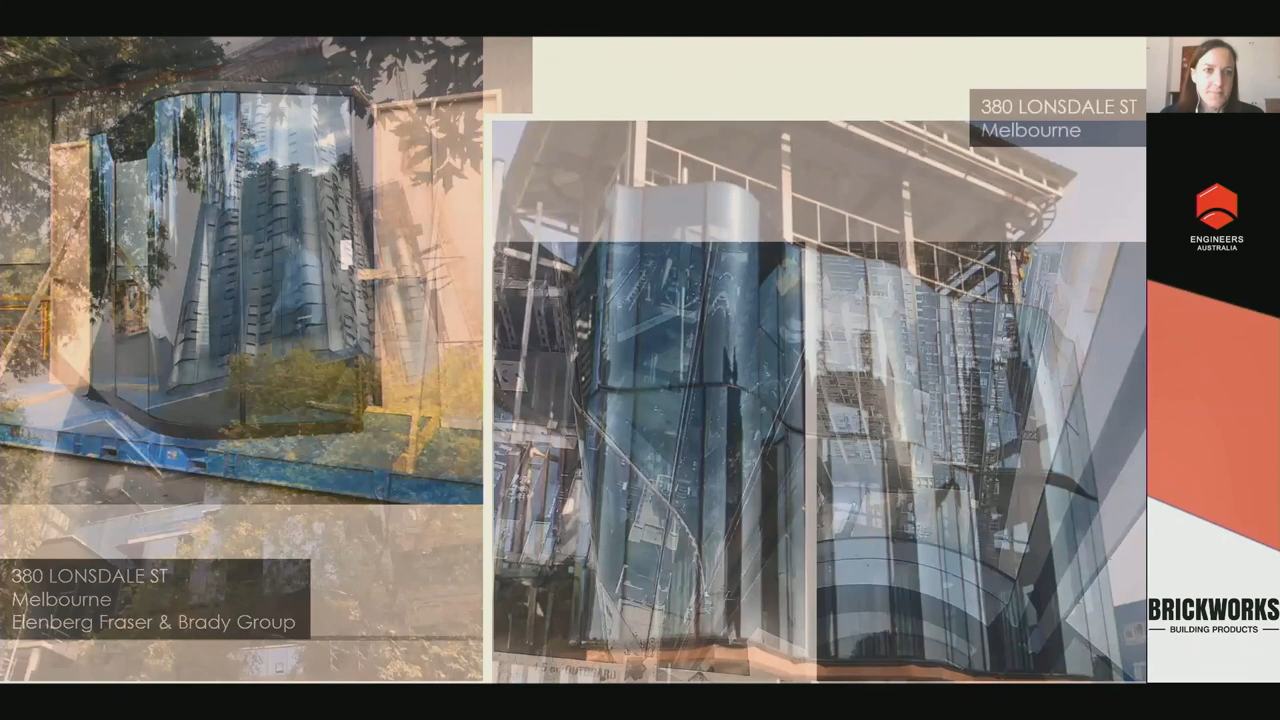 380 LONSDALE ST
Melbourne
ENGINEERS
AUSTRALIA
380 LONSDALE ST
Melbourne
Elenberg Fraser & Brady Group
BRICKWORKS
BUILDING PRODUCTS